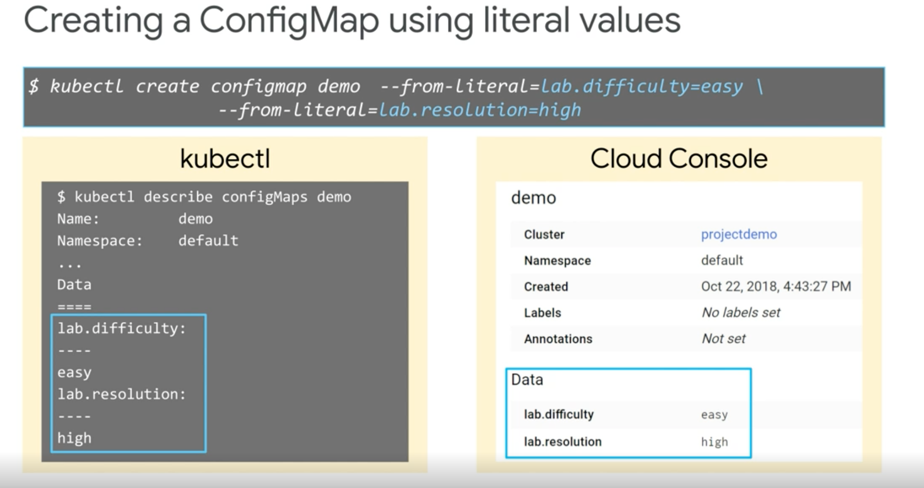 Creating a ConfigMap using literal values
$ kubectl create configmap demo --from-literal=lab.difficulty=easy \
--from-literal=lab.resolution=high
kubectl
$ kubectl describe configMaps demo
Name: demo
Namespace: default
...
Data
====
lab.difficulty:
----
easy
lab.resolution:
----
high
Cloud Console
demo
Cluster projectdemo
Namespace default
Created Oct 22, 2018, 4:43:27 PM
Labels No labels set
Annotations Not set
Data
lab.difficulty easy
lab.resolution high